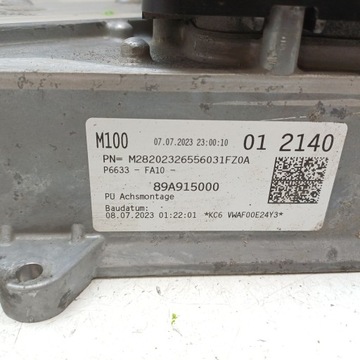 M100 07.07.2023 23:00:10 01 2140
PN= M28202326556031FZ0A
P6633 - FA10 -
89A915000
PU Achsmontage
Baudatum:
08.07.2023 01:22:01 *KC6 VWAF00E24Y3*